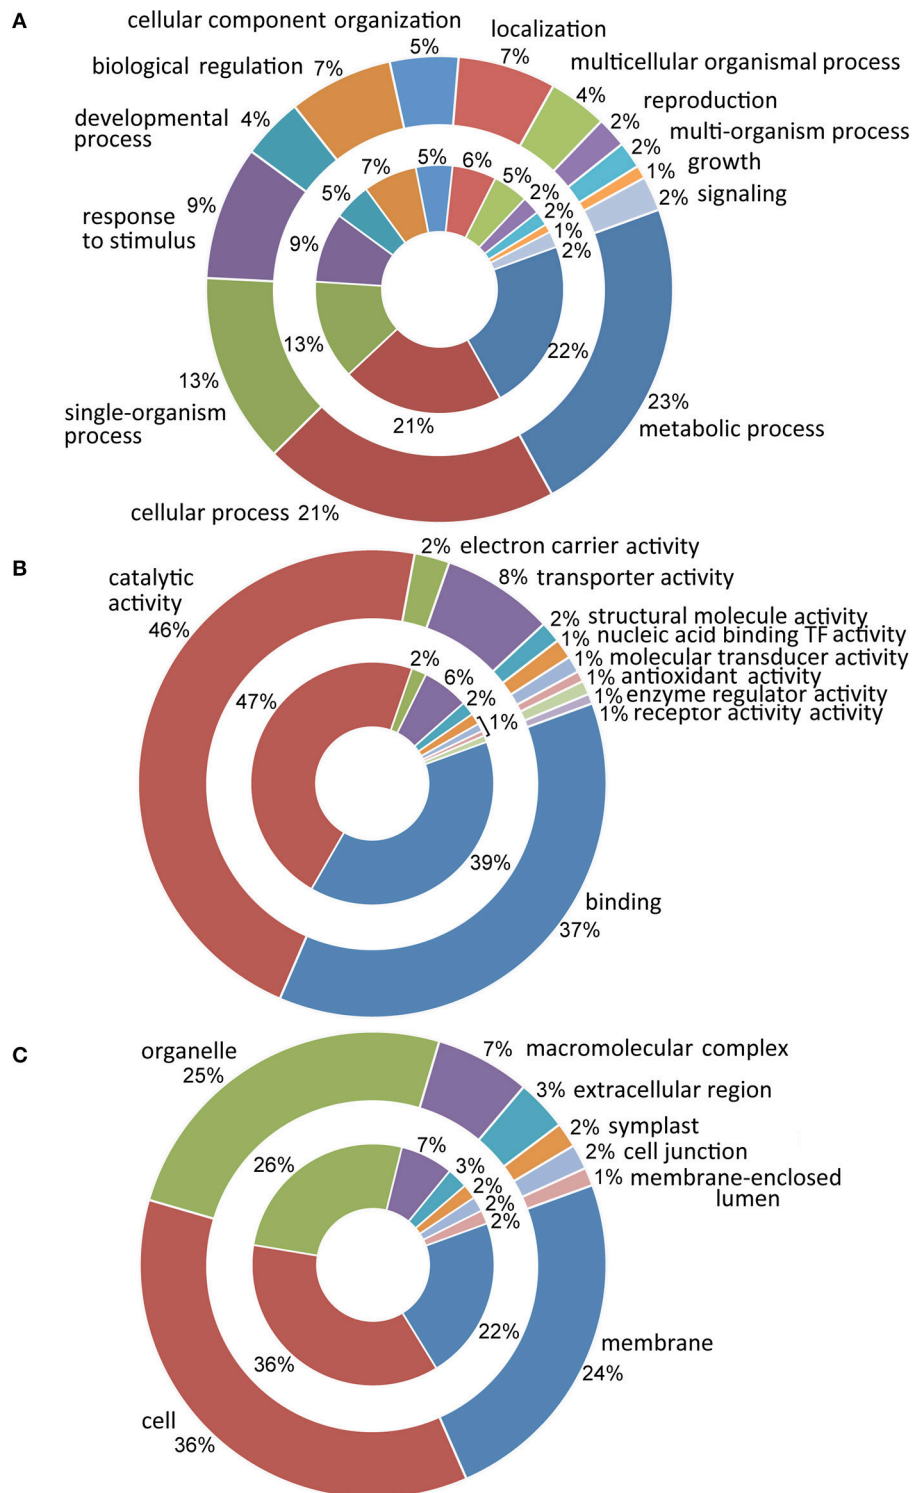 A
cellular component organization
5%
localization
7%
biological regulation 7%
multicellular organismal process
4%
developmental 4%
process
reproduction
2%
multi-organism process
2%
growth
1%
signaling
2%
response
to stimulus
9%
5%
6%
7%
5%
5%
2%
2%
1%
2%
9%
13%
22%
21%
13%
single-organism
process
23%
metabolic process
cellular process 21%
B
2% electron carrier activity
catalytic
activity
46%
8% transporter activity
2% structural molecule activity
1% nucleic acid binding TF activity
1% molecular transducer activity
1% antioxidant activity
1% enzyme regulator activity
1% receptor activity activity
2%
47%
6%
2%
1%
39%
binding
37%
C
organelle
25%
7% macromolecular complex
3% extracellular region
2% symplast
2% cell junction
1% membrane-enclosed
lumen
7%
26%
3%
2%
2%
2%
22%
36%
membrane
24%
cell
36%